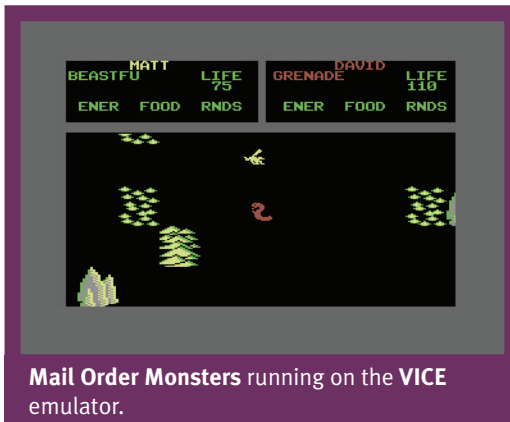 MATT
BEASTFU LIFE
75
ENER FOOD RNDS
DAVID
GRENADE LIFE
110
ENER FOOD RNDS
Mail Order Monsters running on the VICE
emulator.